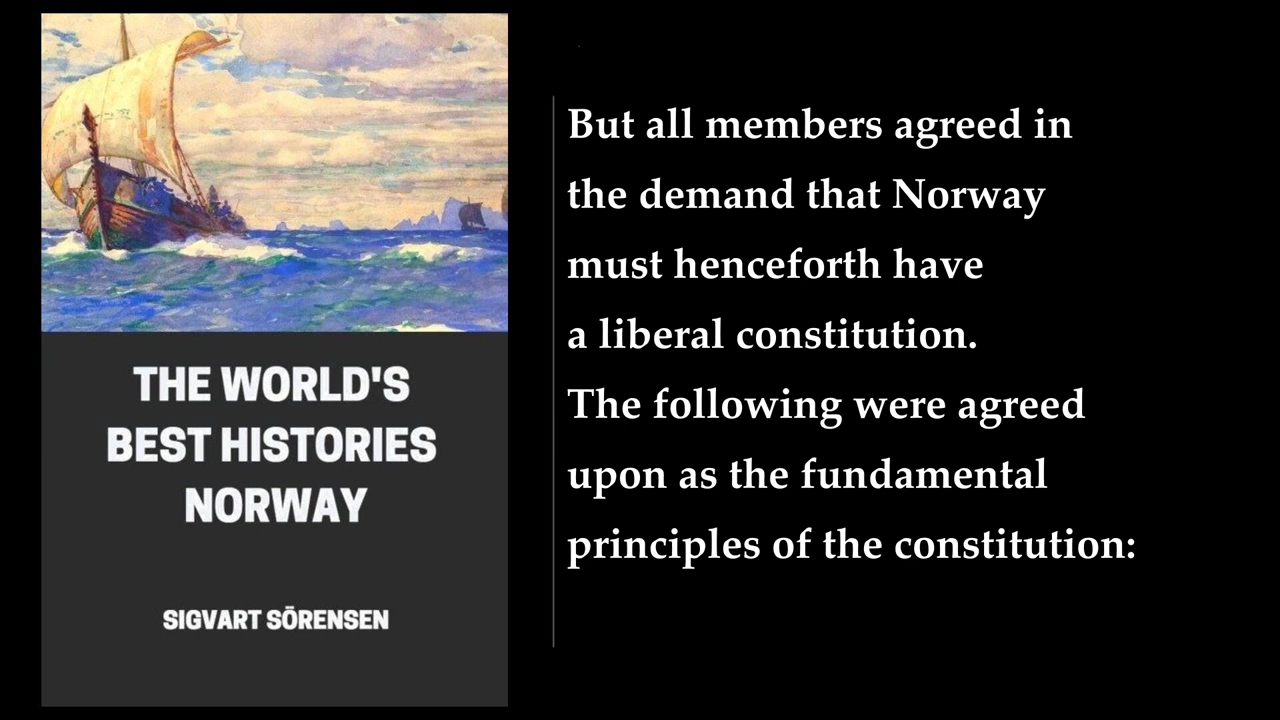 THE WORLD'S
BEST HISTORIES
NORWAY
SIGVART SÖRENSEN
But all members agreed in
the demand that Norway
must henceforth have
a liberal constitution.
The following were agreed
upon as the fundamental
principles of the constitution: